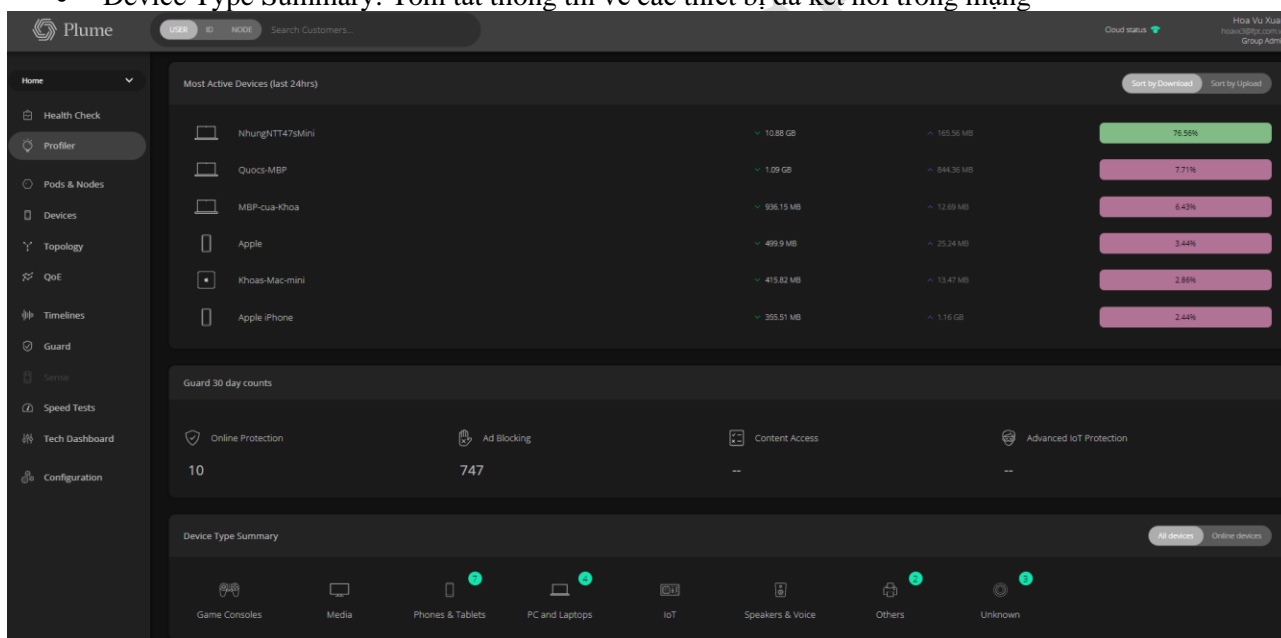 Device Type Summary: Tóm tắt thông tin về các thiết bị đã kết nối trong mạng
Plume
USER ID NODE Search Customers...
Cloud status
Hoa Vu Xua
Group Adm
Home
Health Check
Profiler
Pods & Nodes
Devices
Topology
QoE
Timelines
Guard
Sense
Speed Tests
Tech Dashboard
Configuration
Most Active Devices (last 24hrs)
Sort by Download Sort by Upload
NhungNTT47sMini 10.88 GB 165.56 MB 76.56%
Quocs-MBP 1.09 GB 844.36 MB 7.71%
MBP-cua-Khoa 936.15 MB 12.69 MB 6.43%
Apple 499.9 MB 25.24 MB 3.44%
Khoas-Mac-mini 415.82 MB 13.47 MB 2.86%
Apple iPhone 355.51 MB 1.16 GB 2.44%
Guard 30 day counts
Online Protection Ad Blocking Content Access Advanced IoT Protection
10 747 -- --
Device Type Summary
All devices Online devices
7 4 2 3
Game Consoles Media Phones & Tablets PC and Laptops IoT Speakers & Voice Others Unknown